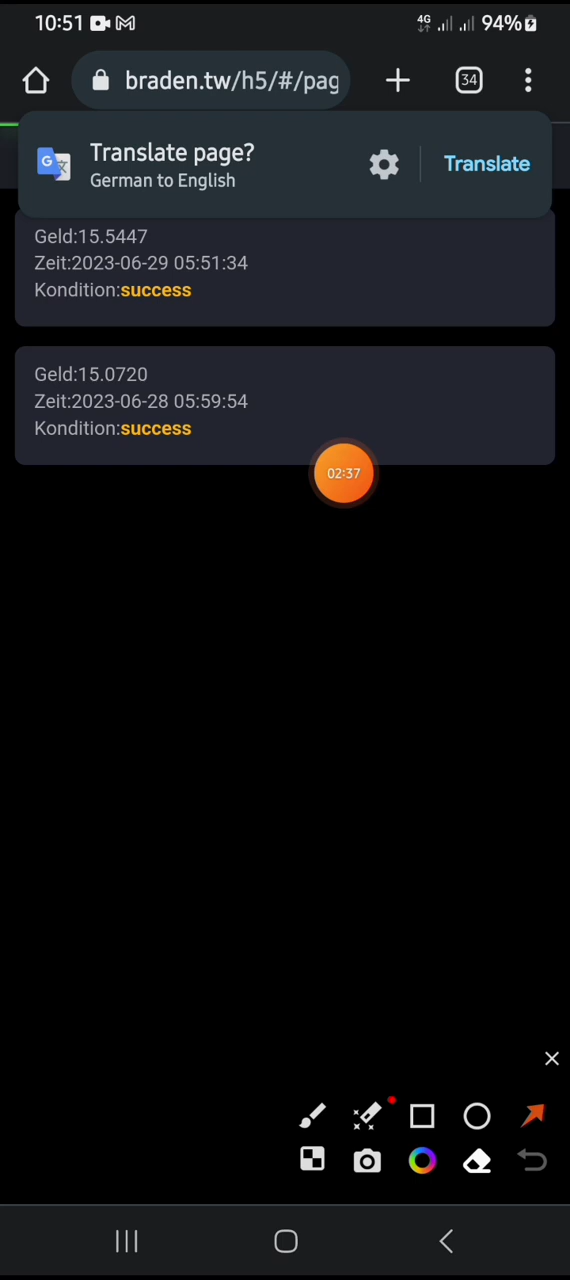 10:51
4G
94%
braden.tw/h5/#/pag
34
Translate page?
German to English
Translate
Geld:15.5447
Zeit:2023-06-29 05:51:34
Kondition:success
Geld:15.0720
Zeit:2023-06-28 05:59:54
Kondition:success
02:37